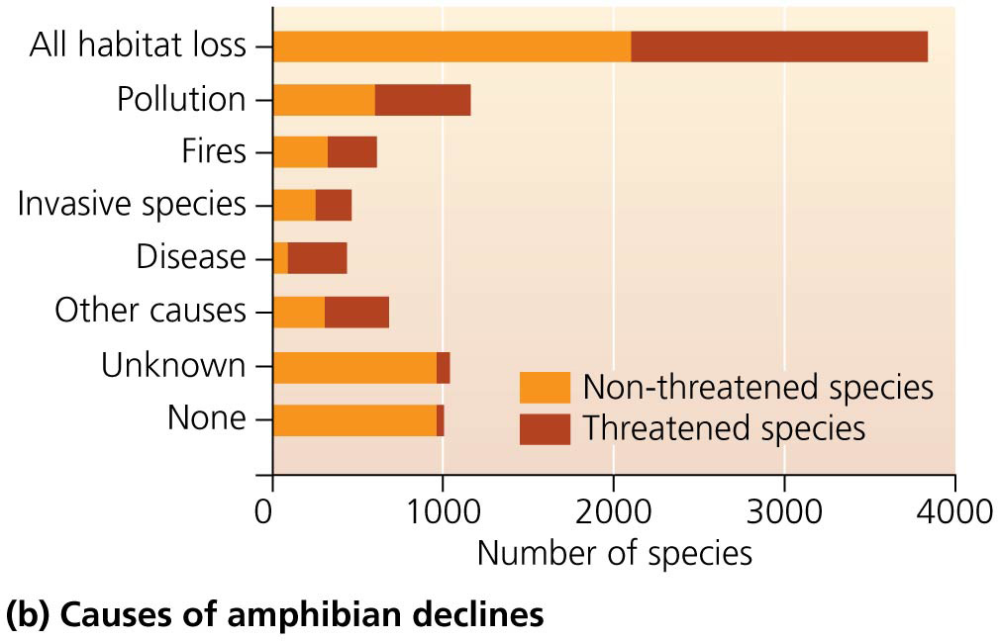 All habitat loss
Pollution
Fires
Invasive species
Disease
Other causes
Unknown
None
Non-threatened species
Threatened species
0 1000 2000 3000 4000
Number of species
(b) Causes of amphibian declines